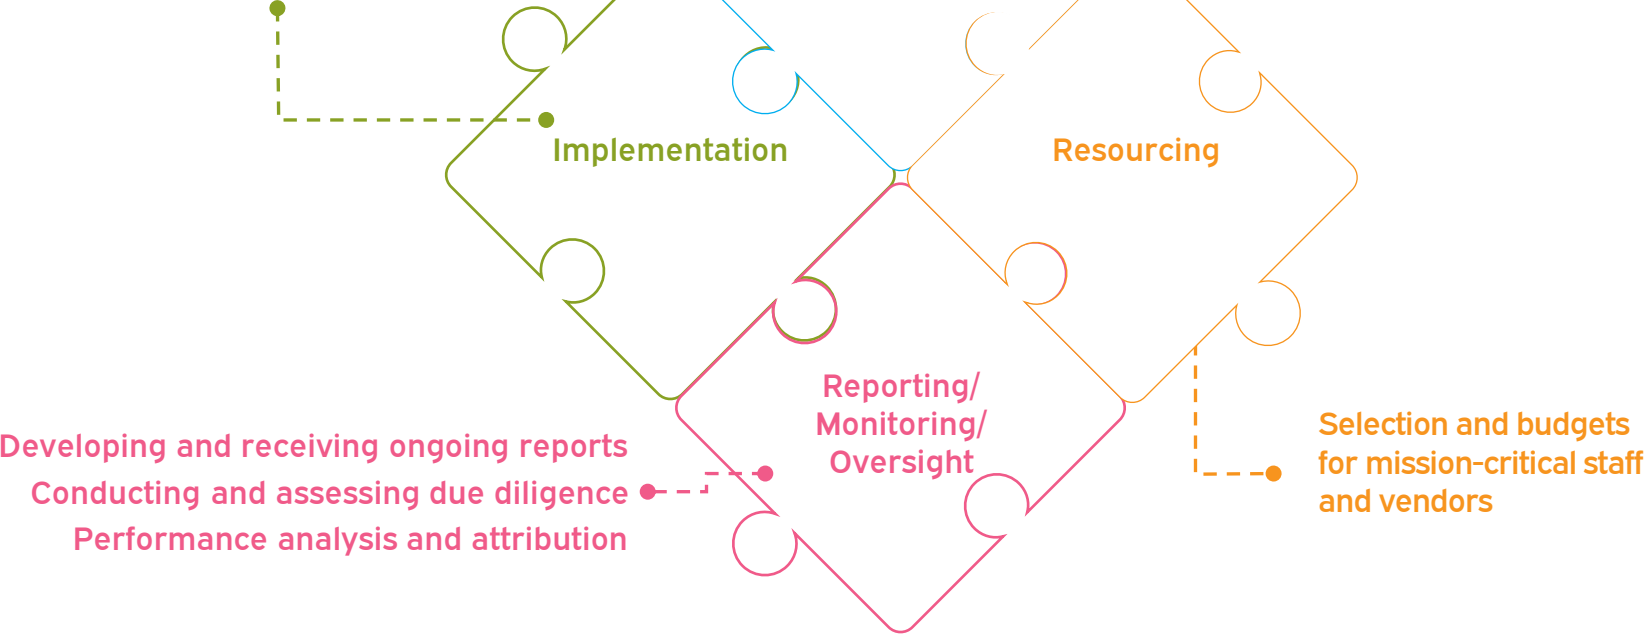 Implementation
Resourcing
Reporting/
Monitoring/
Oversight
Developing and receiving ongoing reports
Conducting and assessing due diligence
Performance analysis and attribution
Selection and budgets
for mission-critical staff
and vendors